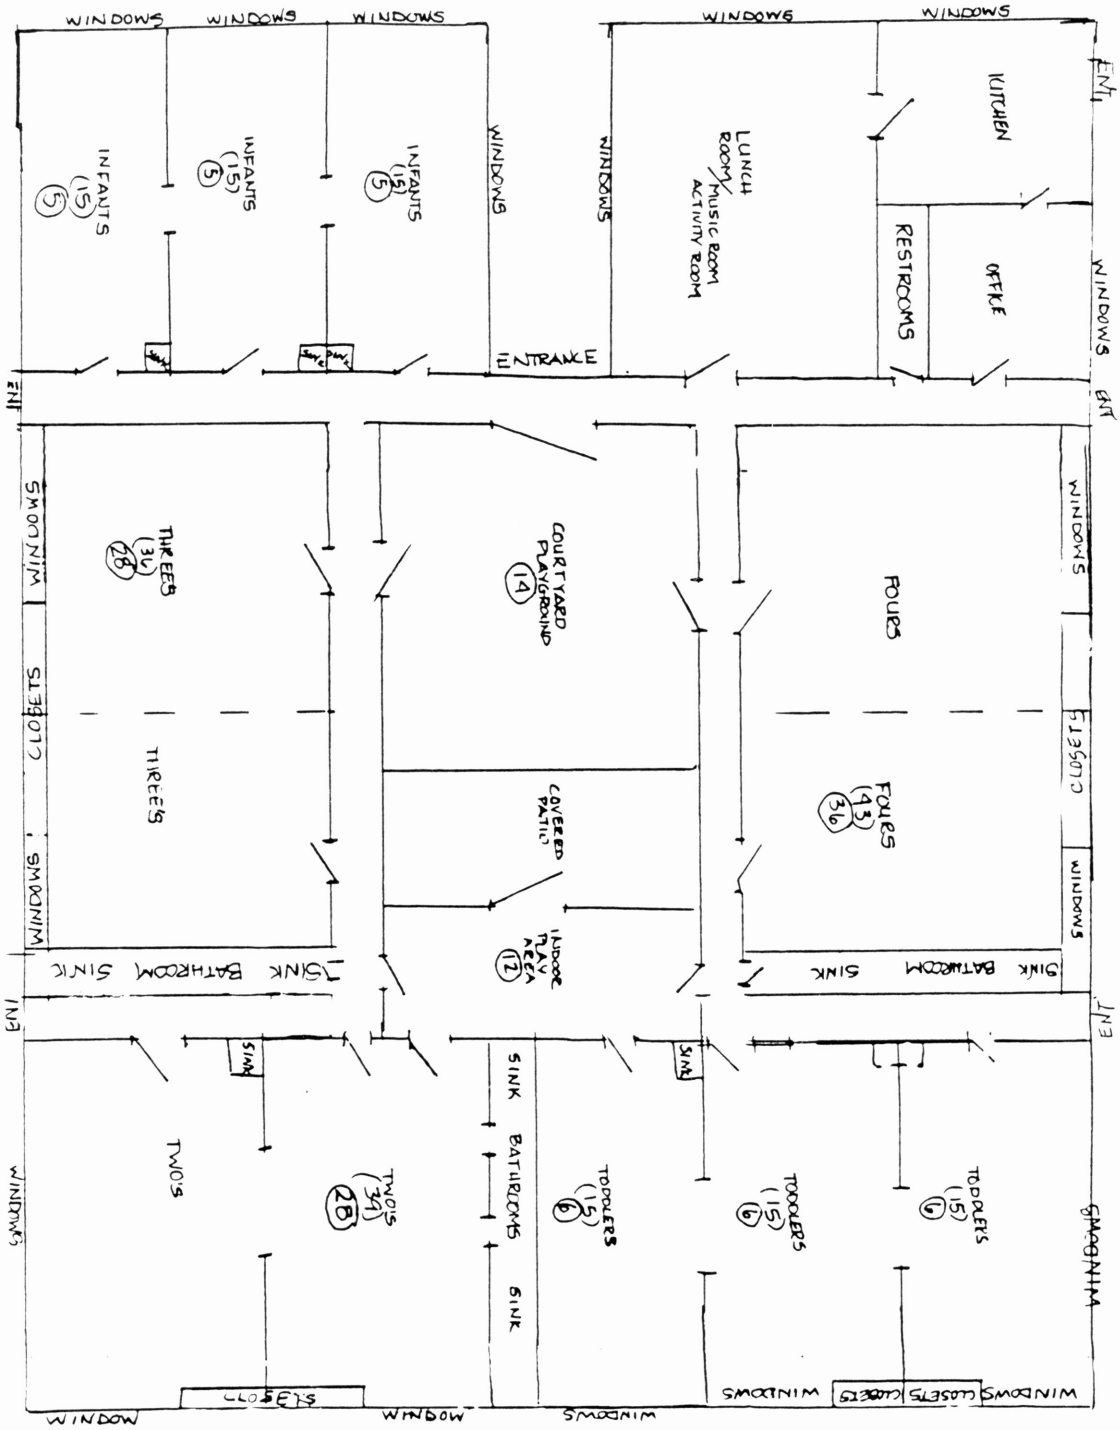 WINDOWS
WINDOWS
WINDOWS
WINDOWS
WINDOWS
INFANTS
(15)
5
INFANTS
(15)
5
INFANTS
(15)
5
WINDOWS
WINDOWS
LUNCH
ROOM/
MUSIC ROOM
ACTIVITY ROOM
KITCHEN
ENT
RESTROOMS
OFFICE
WINDOWS
ENTRANCE
ENT
ENT
WINDOWS
CLOSETS
WINDOWS
THREES
(36)
28
THREES
COURTYARD
PLAYGROUND
14
COVERED
PATIO
INDOOR
PLAY
AREA
12
FOURS
FOURS
(43)
36
WINDOWS
CLOSETS
WINDOWS
SINK BATHROOM SINK SINK
SINK BATHROOM SINK
ENT
ENT
SINK
TWO'S
TWO'S
(39)
28
SINK
BATHROOMS
SINK
SINK
TODDLERS
(15)
6
TODDLERS
(15)
6
TODDLERS
(15)
6
WINDOWS
WINDOWS
CLOSETS
WINDOW
WINDOW
WINDOWS
WINDOWS
CLOSETS
CLOSETS
WINDOWS